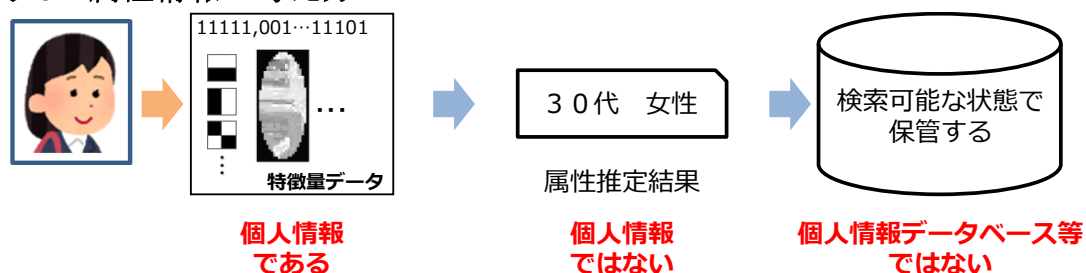 11111,001…11101
…
特徴量データ
３０代　女性
属性推定結果
検索可能な状態で
保管する
個人情報
である
個人情報
ではない
個人情報データベース等
ではない